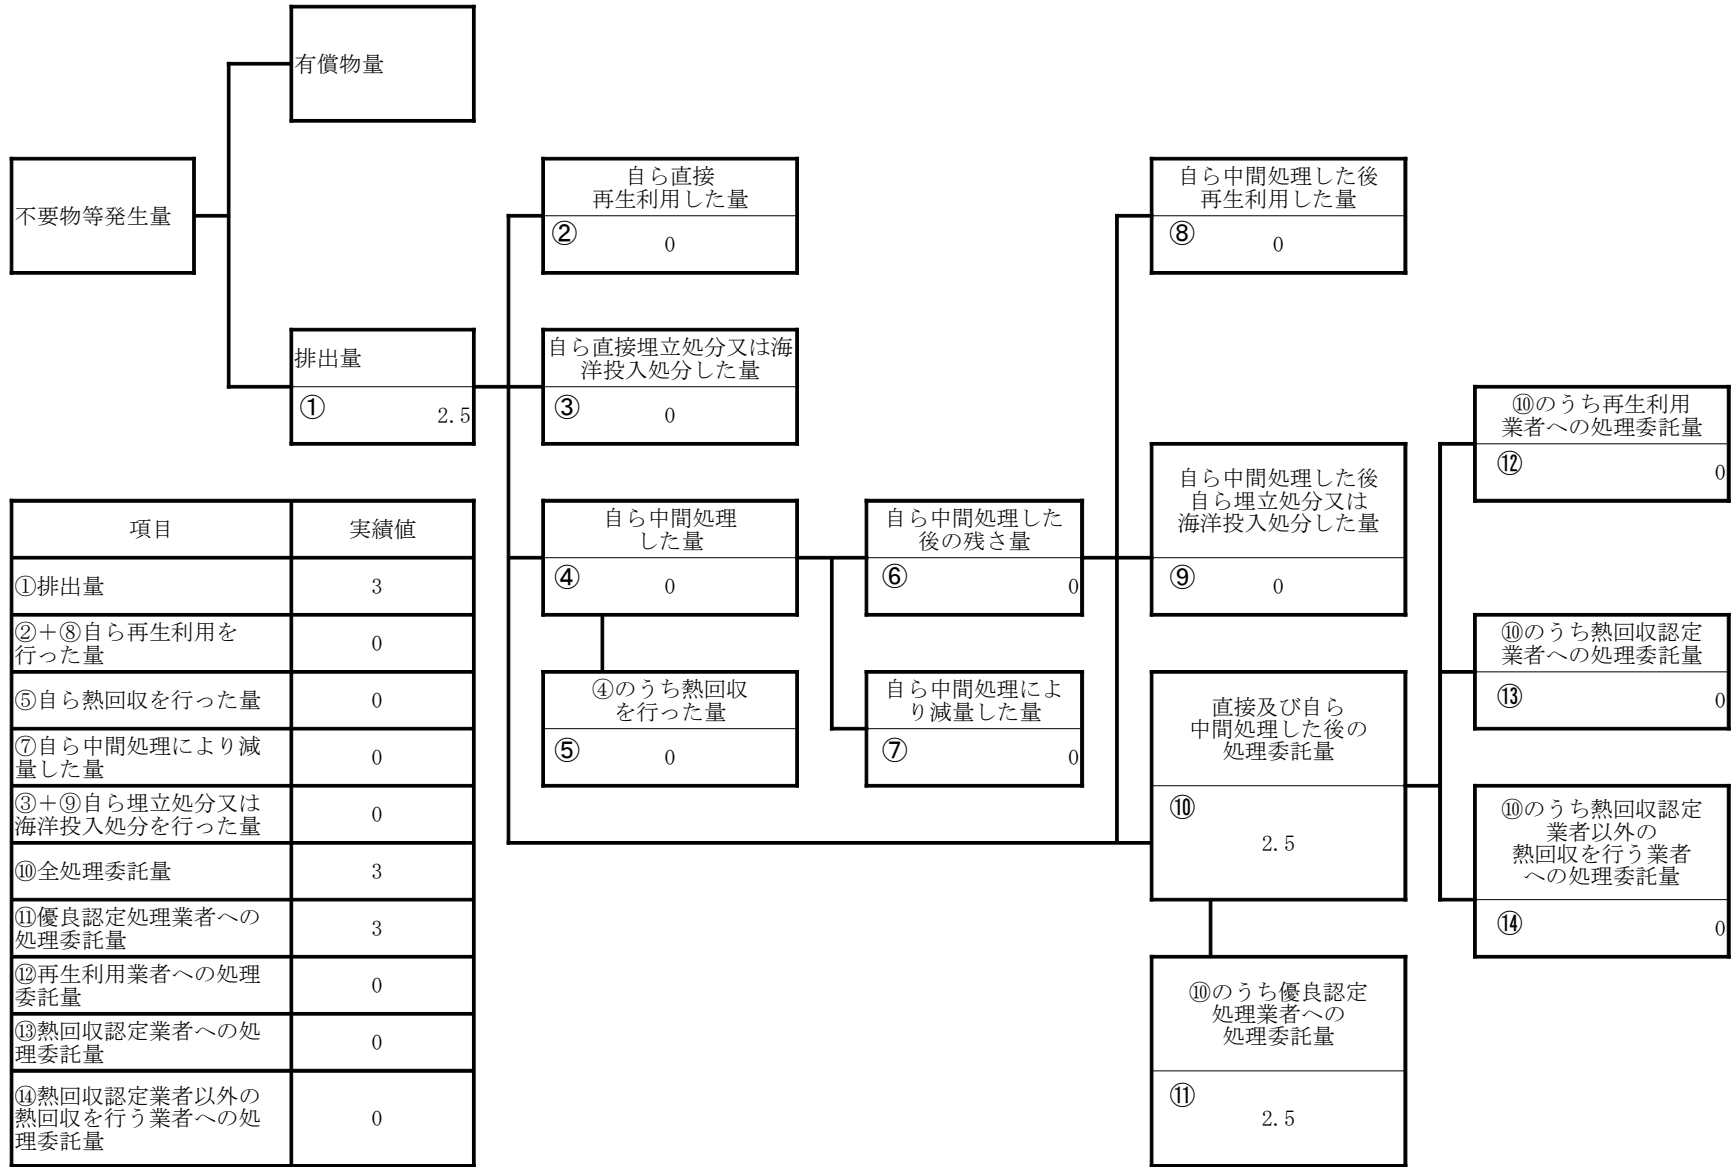 有償物量
不要物等発生量
排出量
①
2.5
自ら直接
再生利用した量
②
0
自ら直接埋立処分又は海
洋投入処分した量
③
0
自ら中間処理
した量
④
0
④のうち熱回収
を行った量
⑤
0
自ら中間処理した
後の残さ量
⑥
0
自ら中間処理によ
り減量した量
⑦
0
自ら中間処理した後
再生利用した量
⑧
0
自ら中間処理した後
自ら埋立処分又は
海洋投入処分した量
⑨
0
直接及び自ら
中間処理した後の
処理委託量
⑩
2.5
⑩のうち優良認定
処理業者への
処理委託量
⑪
2.5
⑩のうち再生利用
業者への処理委託量
⑫
0
⑩のうち熱回収認定
業者への処理委託量
⑬
0
⑩のうち熱回収認定
業者以外の
熱回収を行う業者
への処理委託量
⑭
0
項目 実績値
①排出量 3
②+⑧自ら再生利用を
行った量 0
⑤自ら熱回収を行った量 0
⑦自ら中間処理により減
量した量 0
③+⑨自ら埋立処分又は
海洋投入処分を行った量 0
⑩全処理委託量 3
⑪優良認定処理業者への
処理委託量 3
⑫再生利用業者への処理
委託量 0
⑬熱回収認定業者への処
理委託量 0
⑭熱回収認定業者以外の
熱回収を行う業者への処
理委託量 0